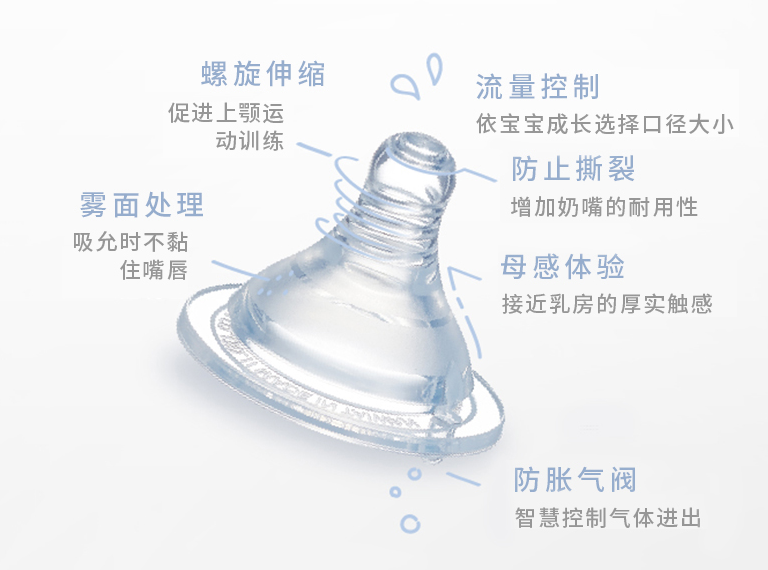 螺旋伸缩
促进上颚运
动训练
雾面处理
吸允时不黏
住嘴唇
流量控制
依宝宝成长选择口径大小
防止撕裂
增加奶嘴的耐用性
母感体验
接近乳房的厚实触感
防胀气阀
智慧控制气体进出